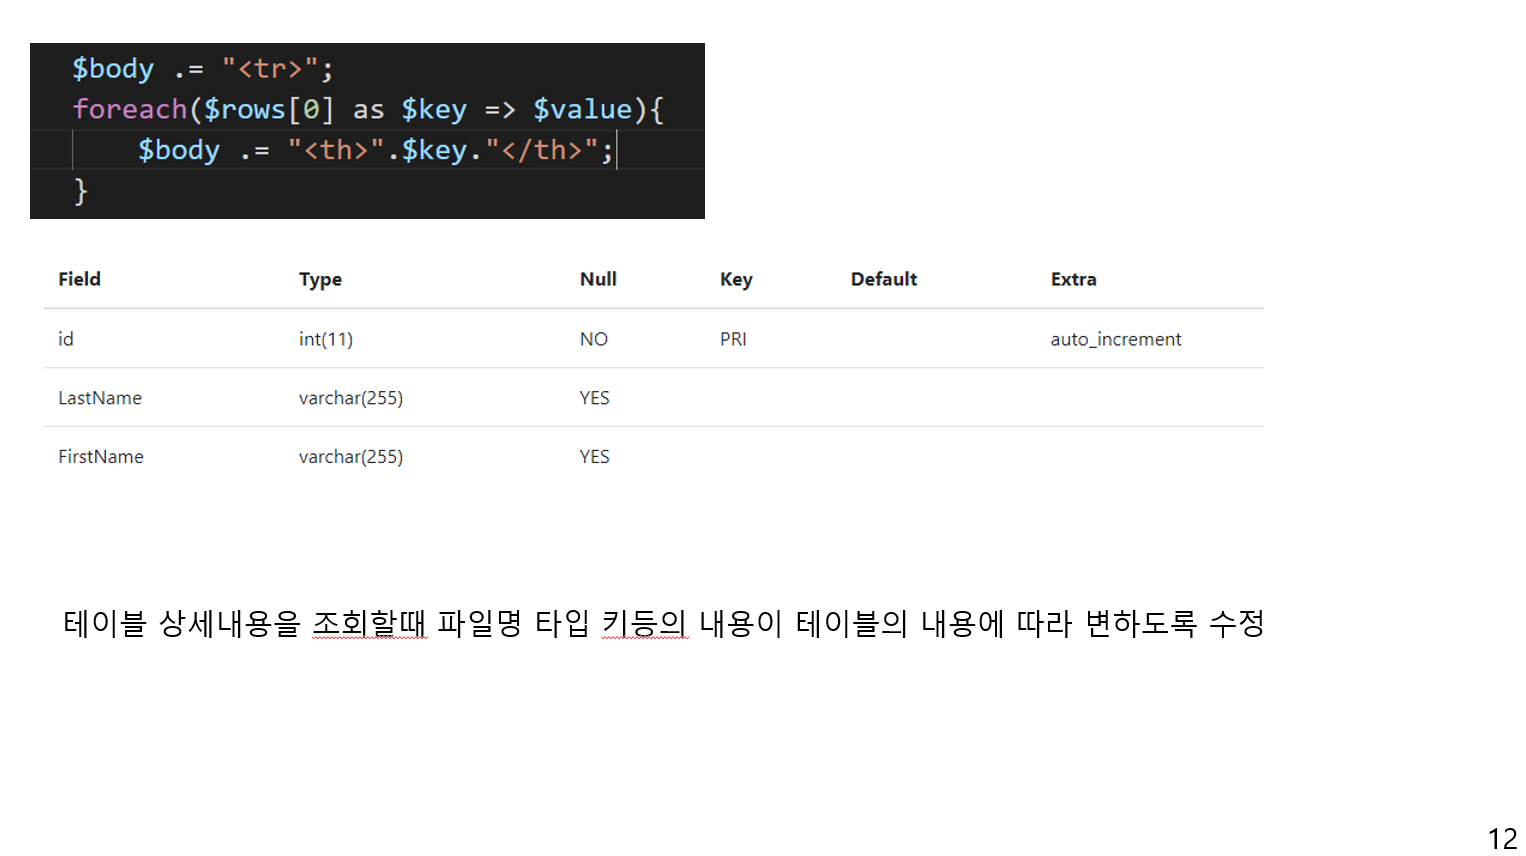 $body .= "<tr>";
foreach($rows[0] as $key => $value){
$body .= "<th>".$key."</th>";
}
Field Type Null Key Default Extra
id int(11) NO PRI auto_increment
LastName varchar(255) YES
FirstName varchar(255) YES
테이블 상세내용을 조회할때 파일명 타입 키등의 내용이 테이블의 내용에 따라 변하도록 수정
12